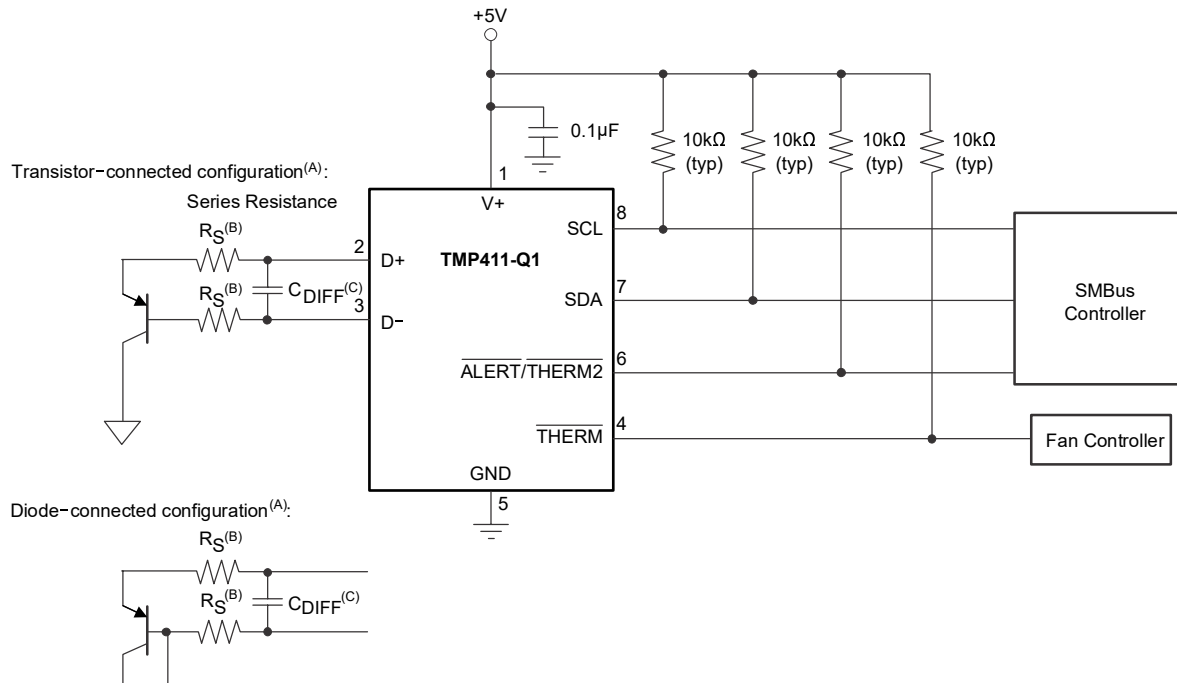 +5V
0.1µF
10kΩ
(typ)
10kΩ
(typ)
10kΩ
(typ)
10kΩ
(typ)
Transistor−connected configuration(A):
Series Resistance
RS(B)
RS(B)
CDIFF(C)
1
V+
2
D+
3
D−
TMP411-Q1
8
SCL
7
SDA
6
ALERT/THERM2
4
THERM
GND
5
SMBus
Controller
Fan Controller
Diode−connected configuration(A):
RS(B)
RS(B)
CDIFF(C)